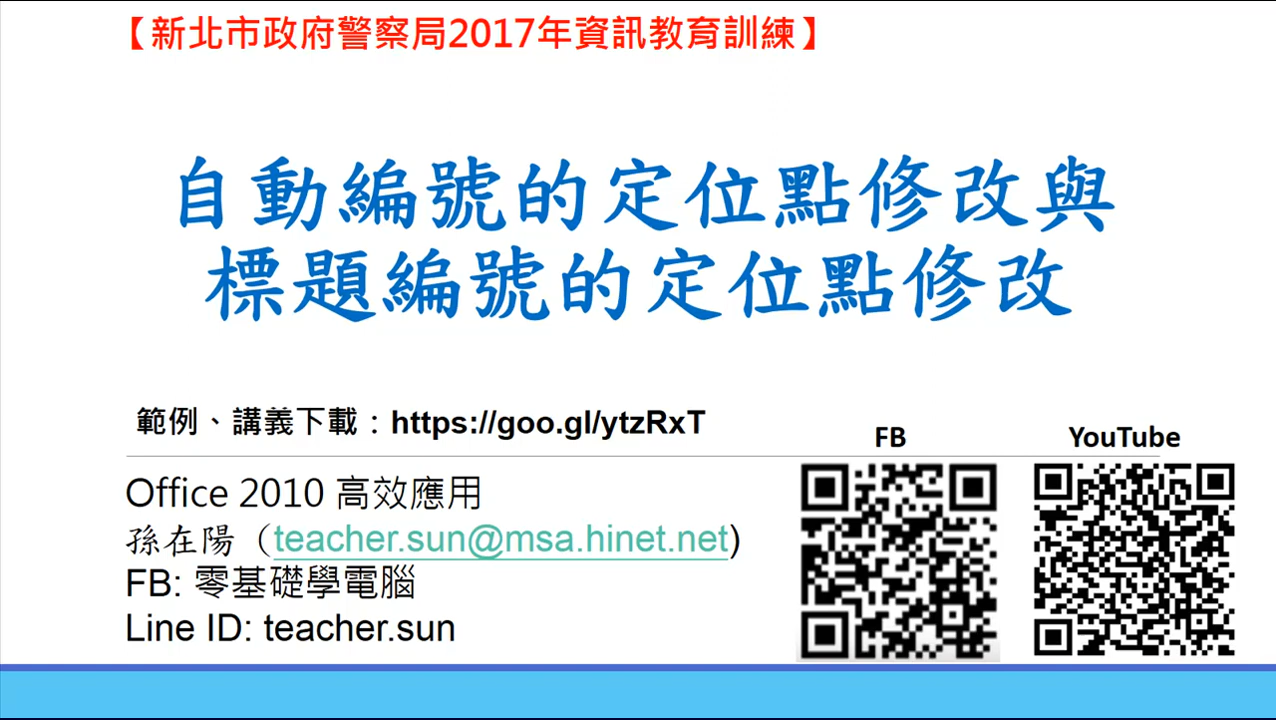 【新北市政府警察局2017年資訊教育訓練】
自動編號的定位點修改與
標題編號的定位點修改
範例、講義下載：https://goo.gl/ytzRxT
FB
YouTube
Office 2010 高效應用
孫在陽（teacher.sun@msa.hinet.net)
FB: 零基礎學電腦
Line ID: teacher.sun